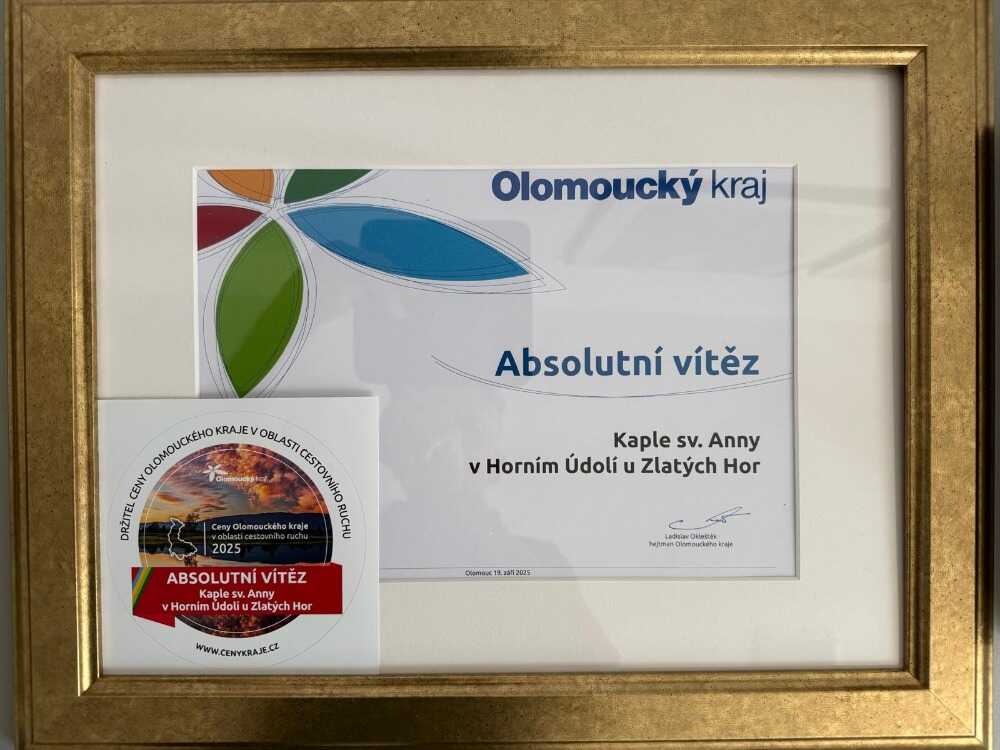 Olomoucký kraj
Absolutní vítěz
Kaple sv. Anny
v Horním Údolí u Zlatých Hor
Ladislav Okleštěk
hejtman Olomouckého kraje
Olomouc 19. září 2025
DRŽITEL CENY OLOMOUCKÉHO KRAJE V OBLASTI CESTOVNÍHO RUCHU
Olomoucký kraj
Ceny Olomouckého kraje
v oblasti cestovního ruchu
2025
ABSOLUTNÍ VÍTĚZ
Kaple sv. Anny
v Horním Údolí u Zlatých Hor
WWW.CENYKRAJE.CZ